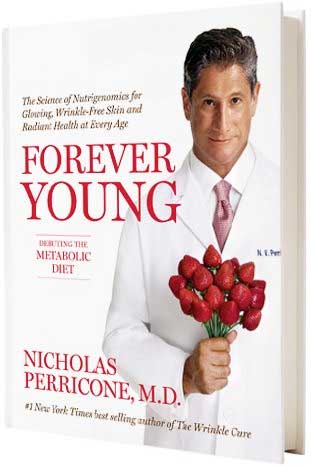 The Science of Nutrigenomics for
Glowing, Wrinkle-Free Skin and
Radiant Health at Every Age
FOREVER
YOUNG
DEBUTING THE
METABOLIC
DIET
N. V. Perri
NICHOLAS
PERRICONE, M.D.
#1 New York Times best selling author of The Wrinkle Cure